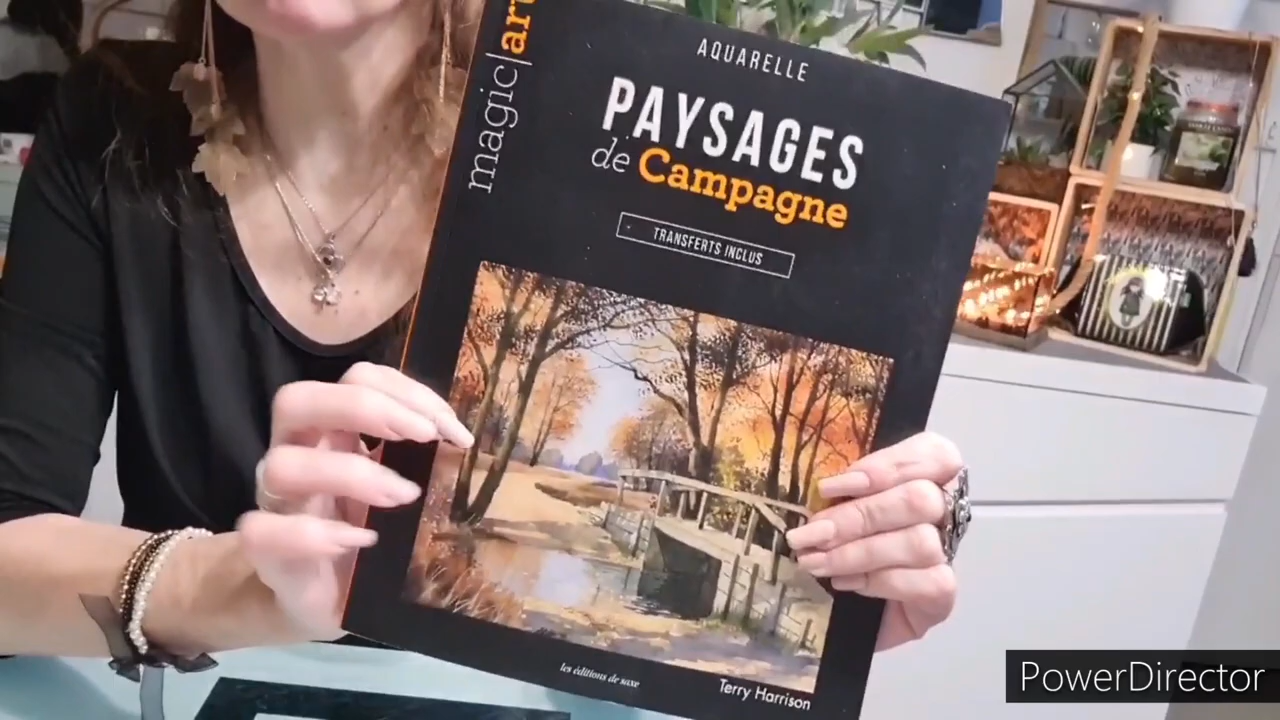 magic|art
AQUARELLE
PAYSAGES
de Campagne
TRANSFERTS INCLUS
les éditions de saxe
Terry Harrison
PowerDirector